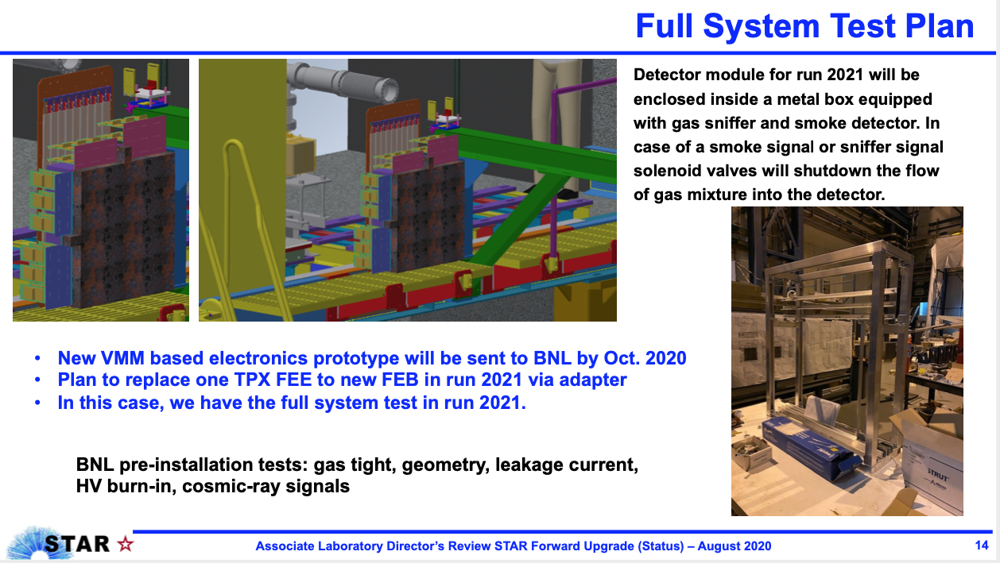 Full System Test Plan
Detector module for run 2021 will be
enclosed inside a metal box equipped
with gas sniffer and smoke detector. In
case of a smoke signal or sniffer signal
solenoid valves will shutdown the flow
of gas mixture into the detector.
• New VMM based electronics prototype will be sent to BNL by Oct. 2020
• Plan to replace one TPX FEE to new FEB in run 2021 via adapter
• In this case, we have the full system test in run 2021.
BNL pre-installation tests: gas tight, geometry, leakage current,
HV burn-in, cosmic-ray signals
STRUT
STAR
Associate Laboratory Director's Review STAR Forward Upgrade (Status) – August 2020
14